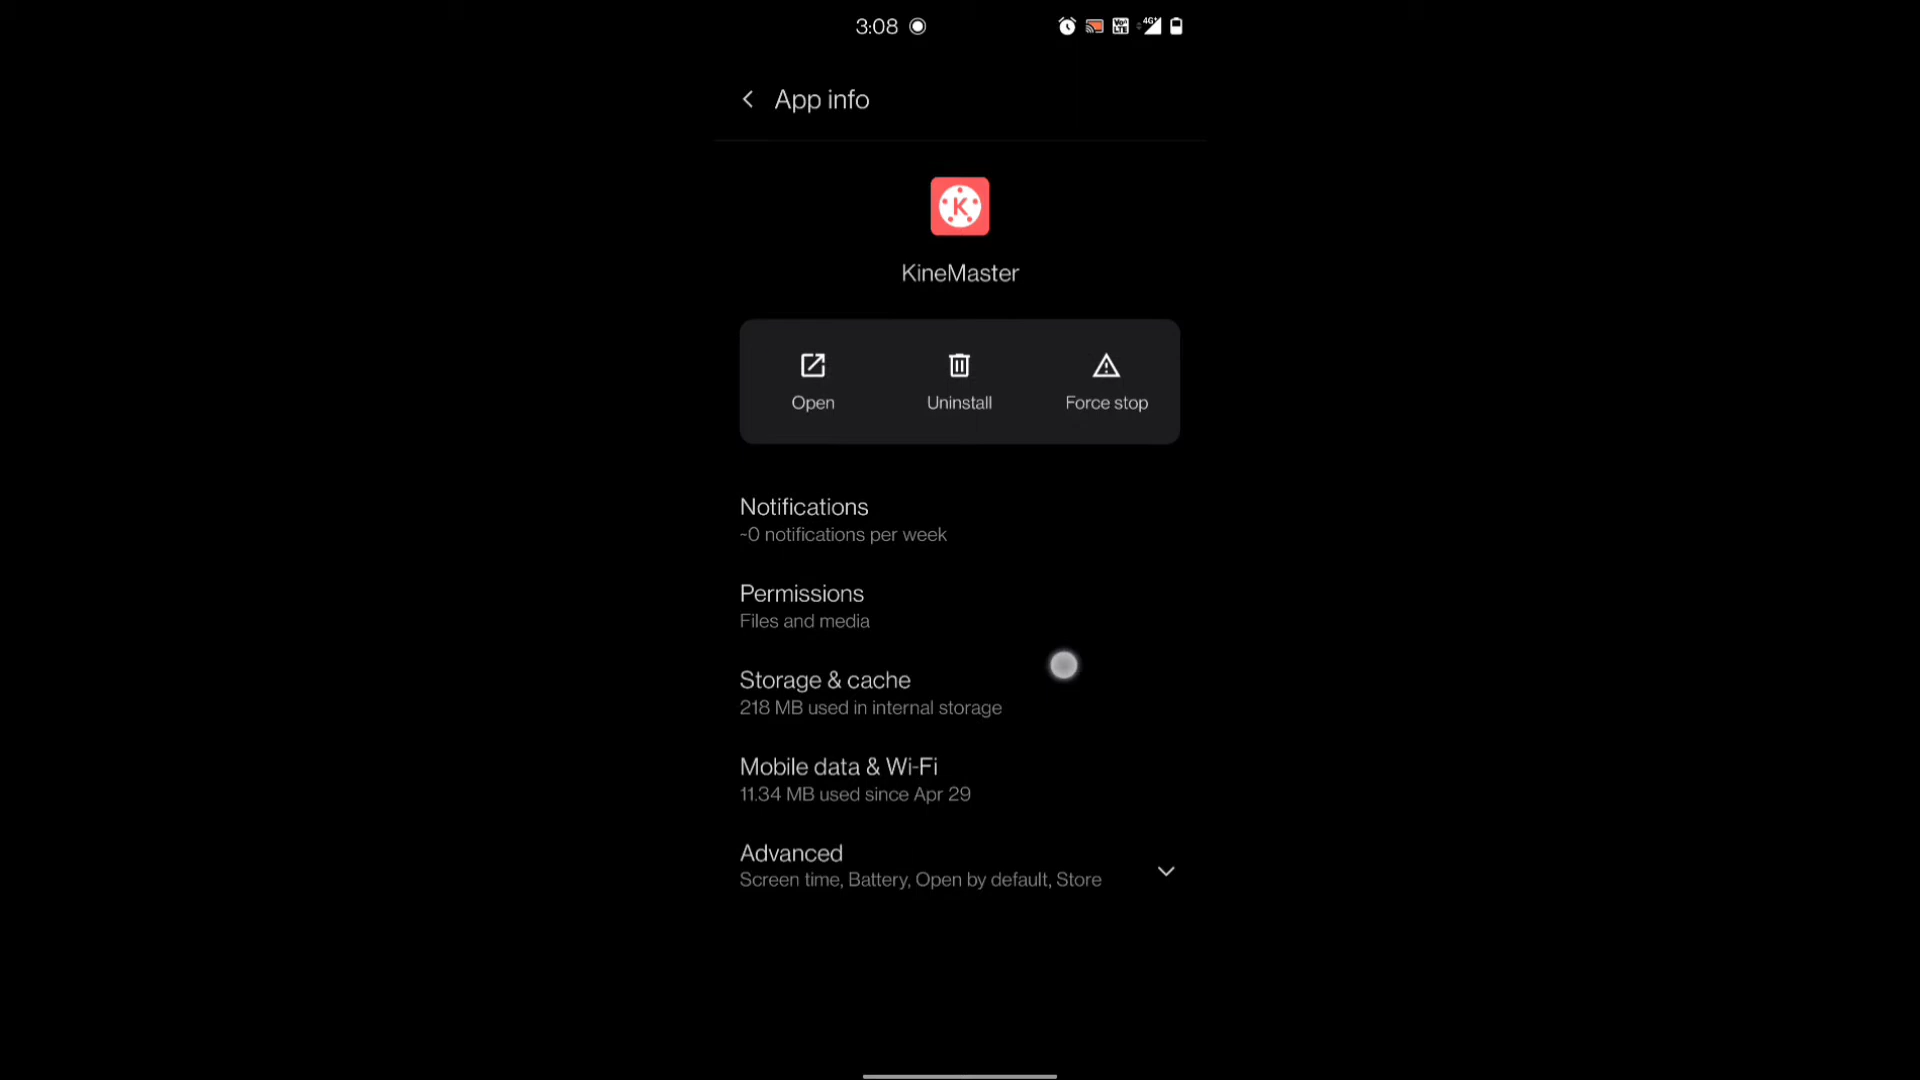 3:08
4G+
App info
K
KineMaster
Open
Uninstall
Force stop
Notifications
~0 notifications per week
Permissions
Files and media
Storage & cache
218 MB used in internal storage
Mobile data & Wi-Fi
11.34 MB used since Apr 29
Advanced
Screen time, Battery, Open by default, Store